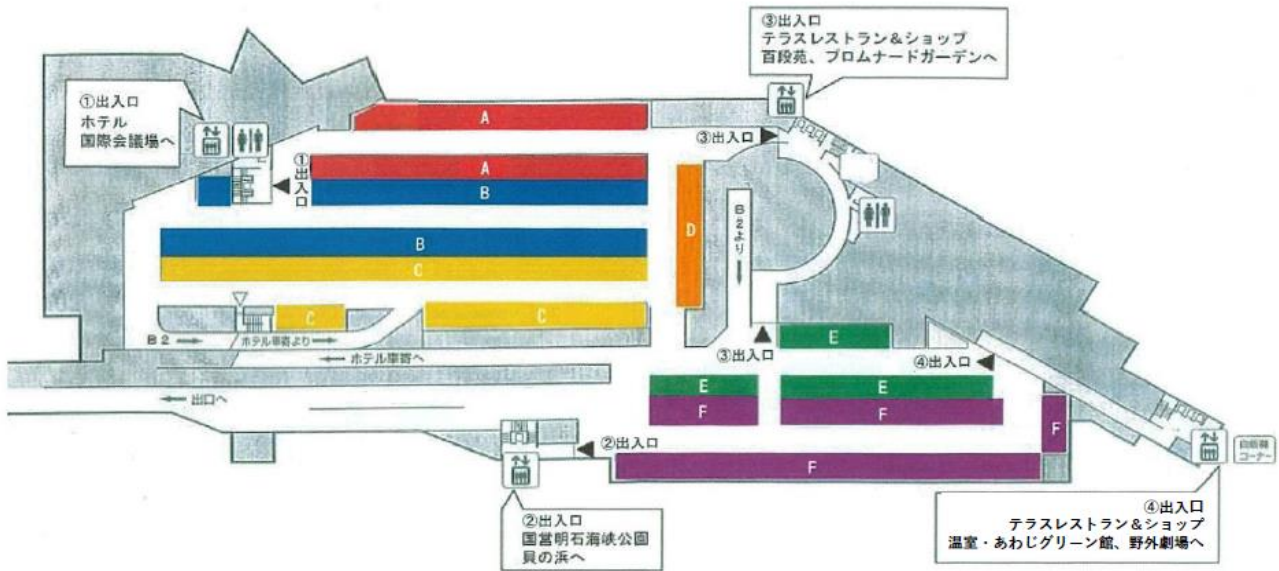 ③出入口
テラスレストラン＆ショップ
百段苑、プロムナードガーデンへ
①出入口
ホテル
国際会議場へ
A
③出入口
①出入口
A
B
D
B2より
B
C
C
C
B2
ホテル車寄より
ホテル車寄へ
③出入口
E
④出入口
出口へ
E
E
F
F
F
②出入口
F
自販機
コーナー
②出入口
国営明石海峡公園
貝の浜へ
④出入口
テラスレストラン＆ショップ
温室・あわじグリーン館、野外劇場へ